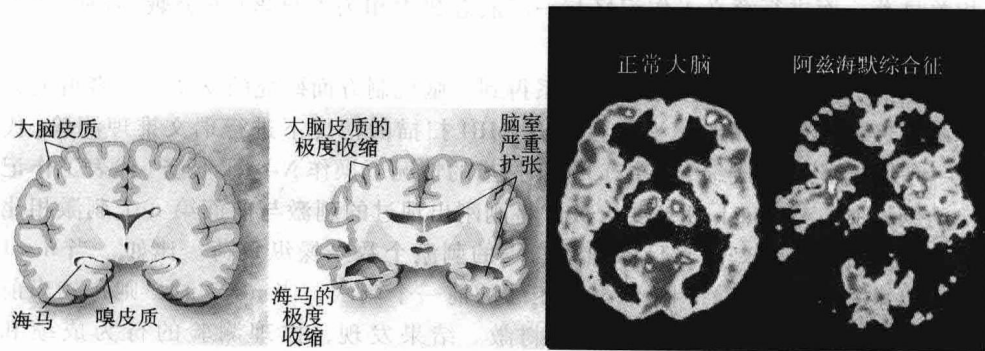 大脑皮质
海马
嗅皮质
大脑皮质的
极度收缩
脑室
严重
扩张
海马的
极度
收缩
正常大脑
阿兹海默综合征